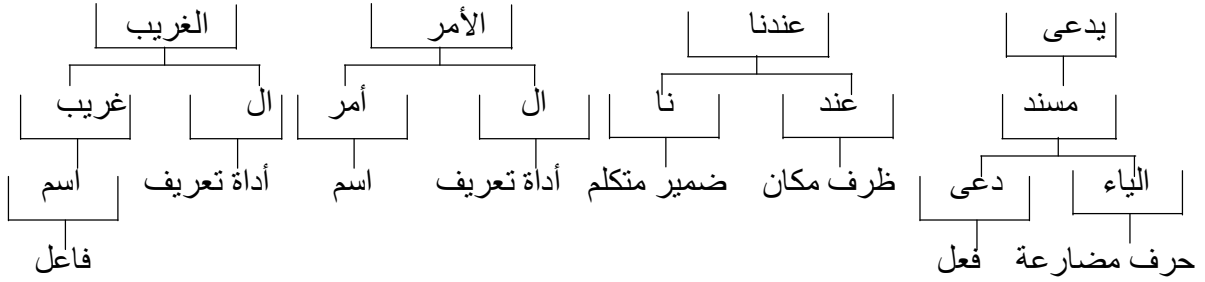 يدعى عندنا الأمر الغريب
مسند عند نا ال أمر ال غريب
الياء دعى ظرف مكان ضمير متكلم أداة تعريف اسم أداة تعريف اسم
حرف مضارعة فعل فاعل